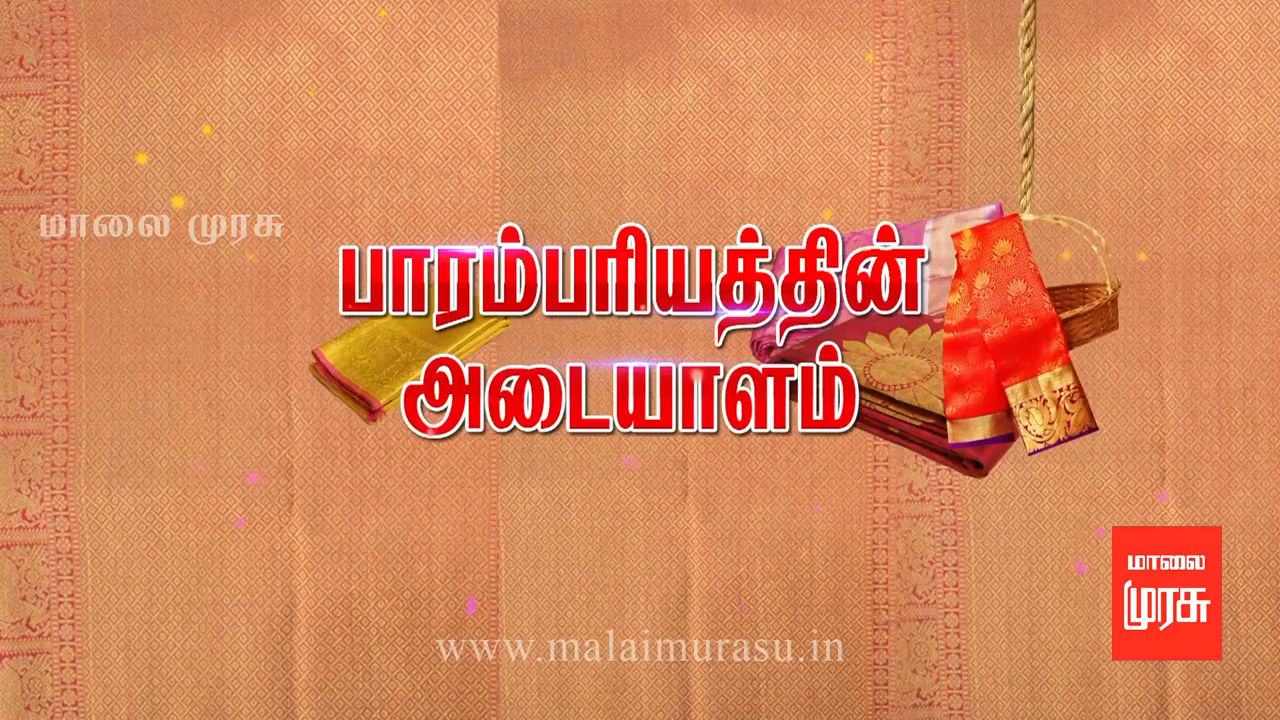 மாலை முரசு
பாரம்பரியத்தின்
அடையாளம்
மாலை
முரசு
www.malaimurasu.in